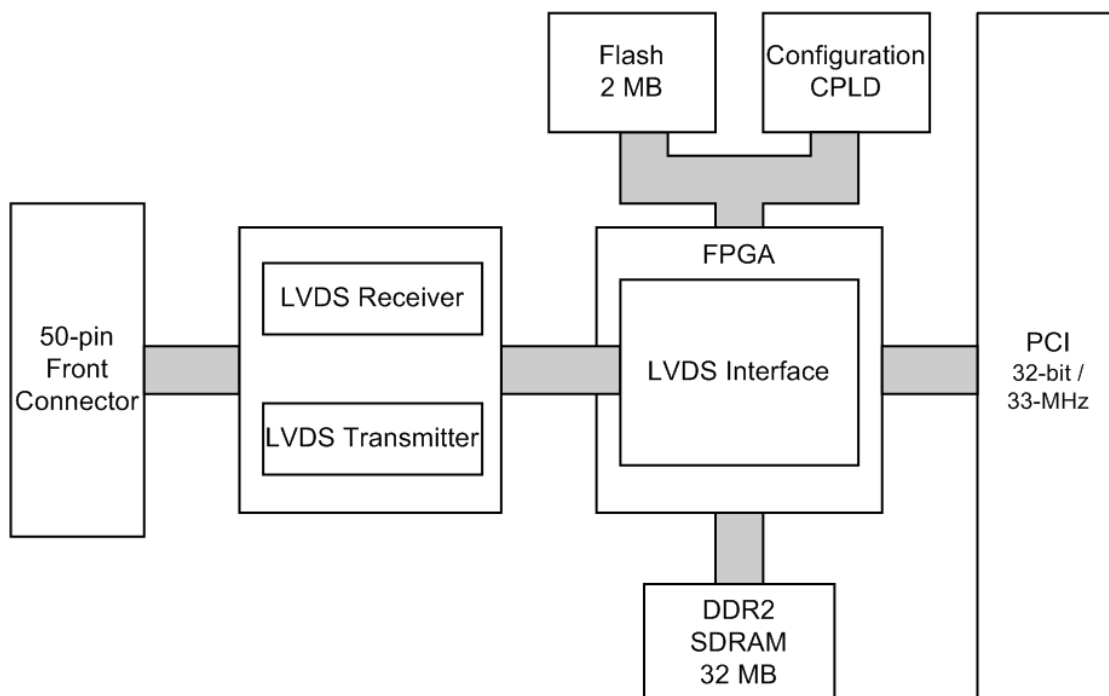 Flash
2 MB
Configuration
CPLD
50-pin
Front
Connector
LVDS Receiver
LVDS Transmitter
FPGA
LVDS Interface
PCI
32-bit /
33-MHz
DDR2
SDRAM
32 MB